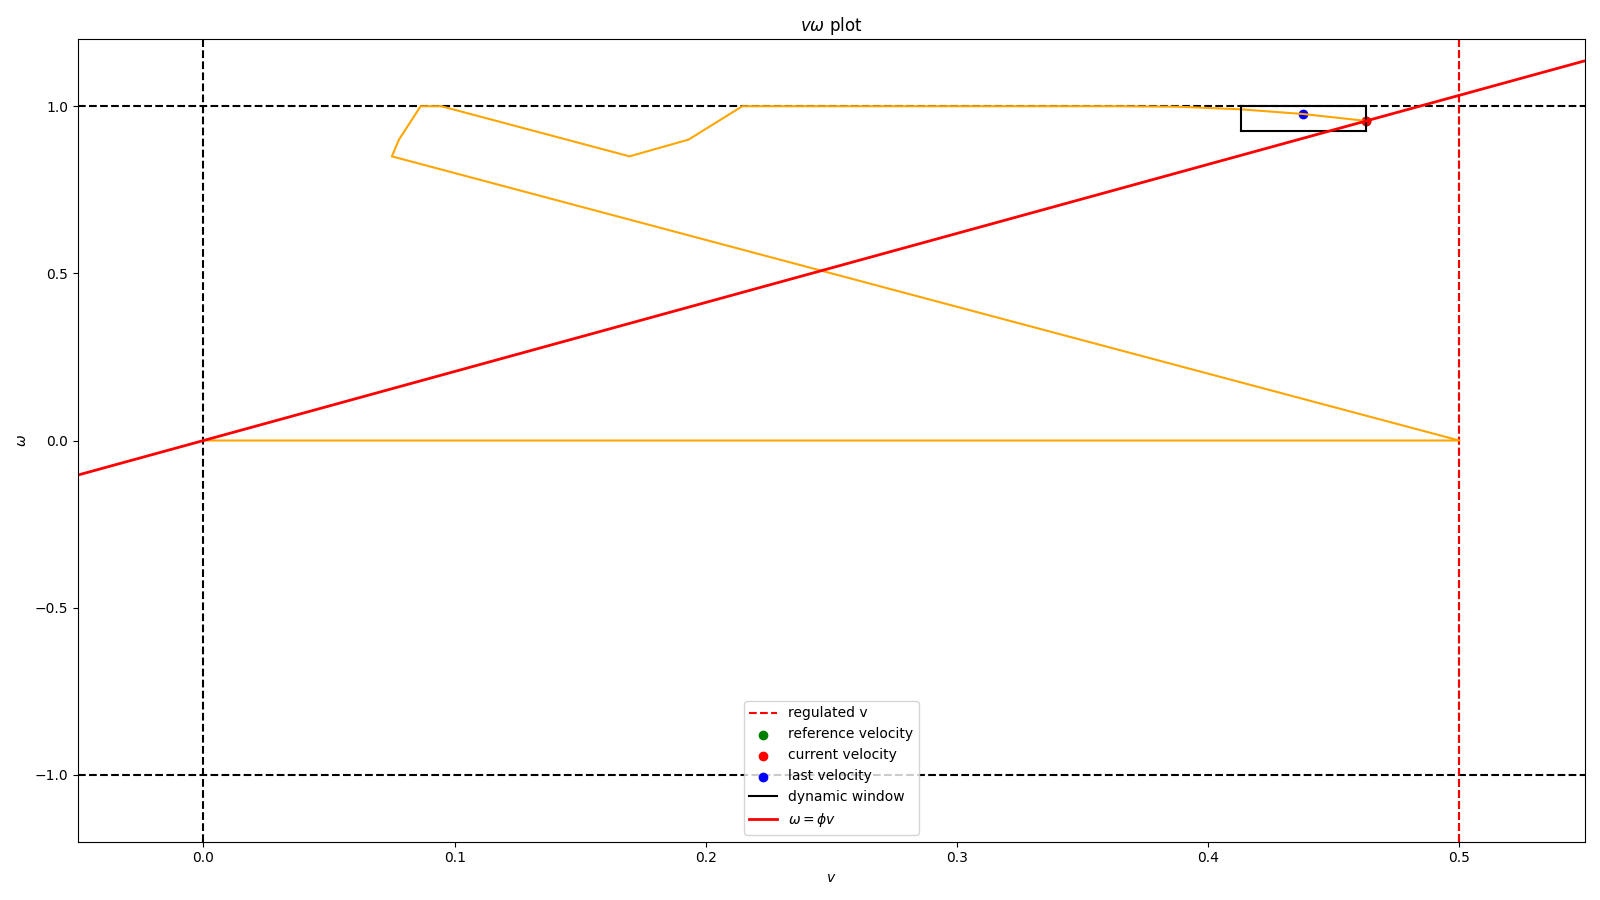 vω plot
1.0
0.5
0.0
−0.5
−1.0
ω
0.0 0.1 0.2 0.3 0.4 0.5
v
regulated v
reference velocity
current velocity
last velocity
dynamic window
ω = ϕv